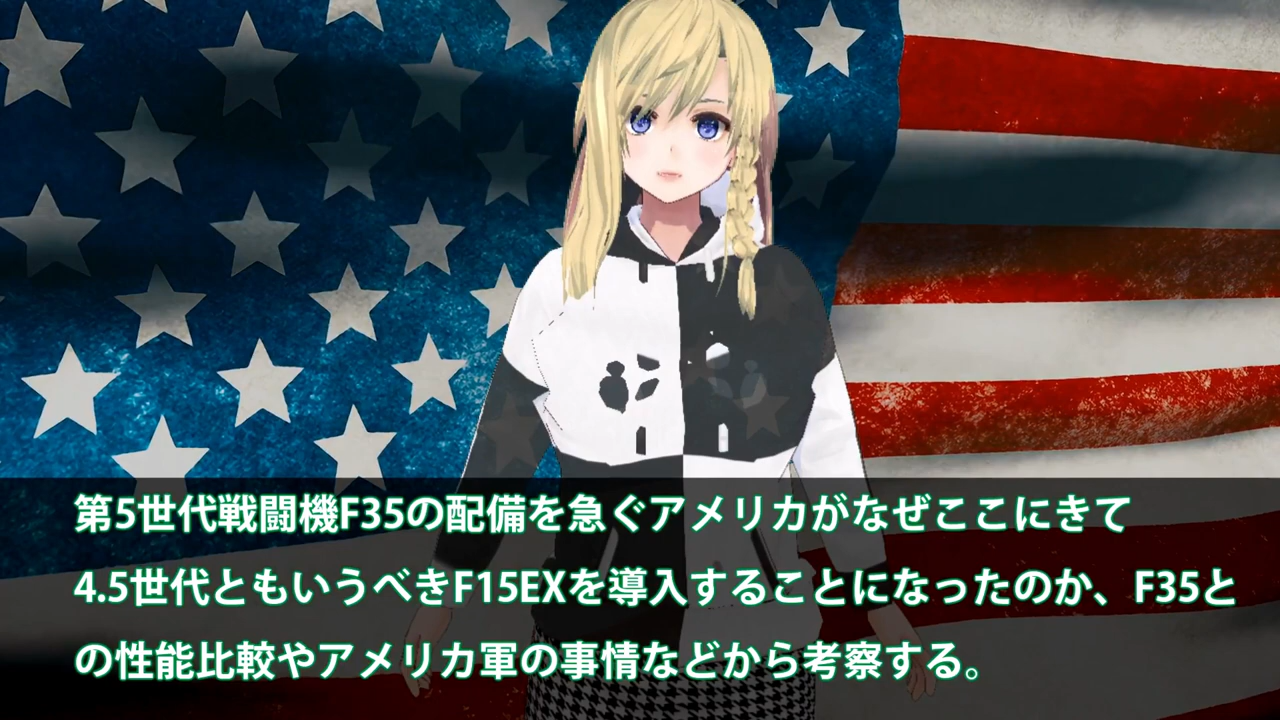 第5世代戦闘機F35の配備を急ぐアメリカがなぜここにきて
4.5世代ともいうべきF15EXを導入することになったのか、F35と
の性能比較やアメリカ軍の事情などから考察する。